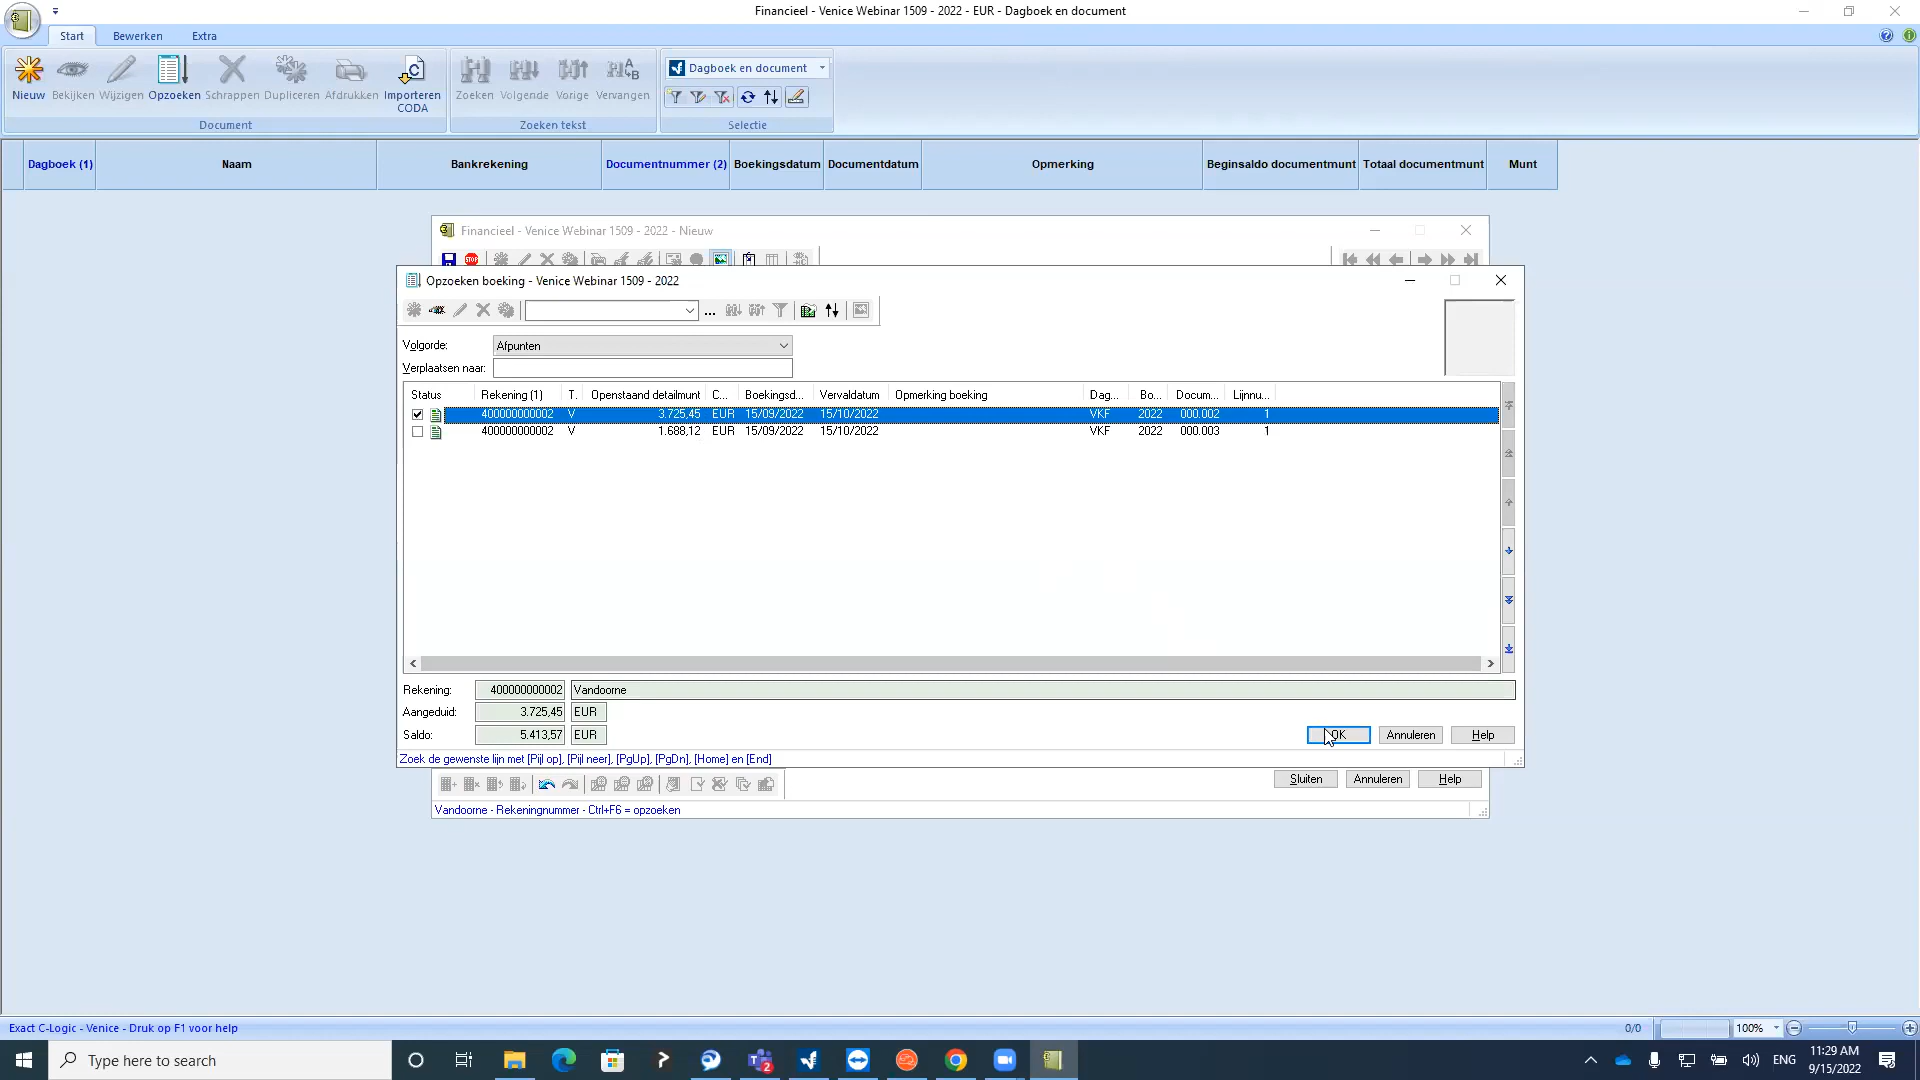 Financieel - Venice Webinar 1509 - 2022 - EUR - Dagboek en document
Start Bewerken Extra
Nieuw Bekijken Wijzigen Opzoeken Schrappen Dupliceren Afdrukken Importeren CODA
Zoeken Volgende Vorige Vervangen
Dagboek en document
Document Zoeken tekst Selectie
Dagboek (1) Naam Bankrekening Documentnummer (2) Boekingsdatum Documentdatum Opmerking Beginsaldo documentmunt Totaal documentmunt Munt
Financieel - Venice Webinar 1509 - 2022 - Nieuw
STOP
Opzoeken boeking - Venice Webinar 1509 - 2022
...
Volgorde: Afpunten
Verplaatsen naar:
Status Rekening (1) T. Openstaand detailmunt C... Boekingsd... Vervaldatum Opmerking boeking Dag... Bo... Docum... Lijnnu...
400000000002 V 3.725,45 EUR 15/09/2022 15/10/2022 VKF 2022 000.002 1
400000000002 V 1.688,12 EUR 15/09/2022 15/10/2022 VKF 2022 000.003 1
Rekening: 400000000002 Vandoorne
Aangeduid: 3.725,45 EUR
Saldo: 5.413,57 EUR
OK Annuleren Help
Zoek de gewenste lijn met [Pijl op], [Pijl neer], [PgUp], [PgDn], [Home] en [End]
Sluiten Annuleren Help
Vandoorne - Rekeningnummer - Ctrl+F6 = opzoeken
Exact C-Logic - Venice - Druk op F1 voor help
0/0 100%
Type here to search
2
ENG
11:29 AM
9/15/2022